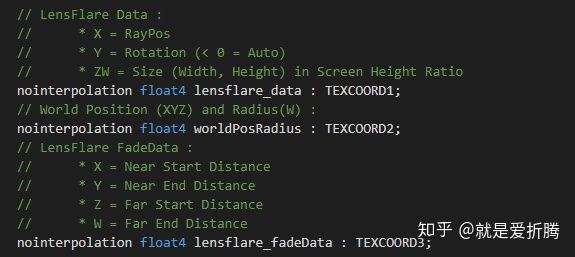 // LensFlare Data :
//      * X = RayPos
//      * Y = Rotation (< 0 = Auto)
//      * ZW = Size (Width, Height) in Screen Height Ratio
nointerpolation float4 lensflare_data : TEXCOORD1;
// World Position (XYZ) and Radius(W) :
nointerpolation float4 worldPosRadius : TEXCOORD2;
// LensFlare FadeData :
//      * X = Near Start Distance
//      * Y = Near End Distance
//      * Z = Far Start Distance
//      * W = Far End Distance
nointerpolation float4 lensflare_fadeData : TEXCOORD3;
知乎 @就是爱折腾